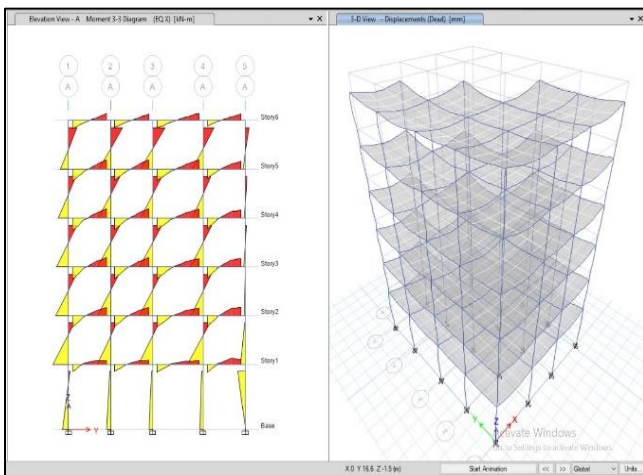 Elevation View - A Moment 3-3 Diagram (EQ X) [kN-m]
3-D View - Displacements (Dead) [mm]
1 2 3 4 5
A A A A A
Story6
Story5
Story4
Story3
Story2
Story1
Base
Z
Y
Z
Y X
Activate Windows
Go to Settings to activate Windows.
X 0 Y 16.6 Z -1.5 (m)
Start Animation
<<
>>
Global
Units